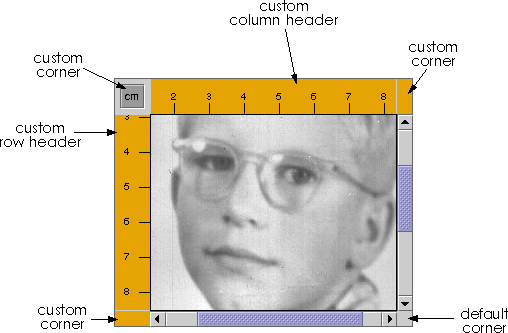 custom
column header
custom
corner
custom
corner
cm
2 3 4 5 6 7 8
custom
row header
3
4
5
6
7
8
custom
corner
default
corner